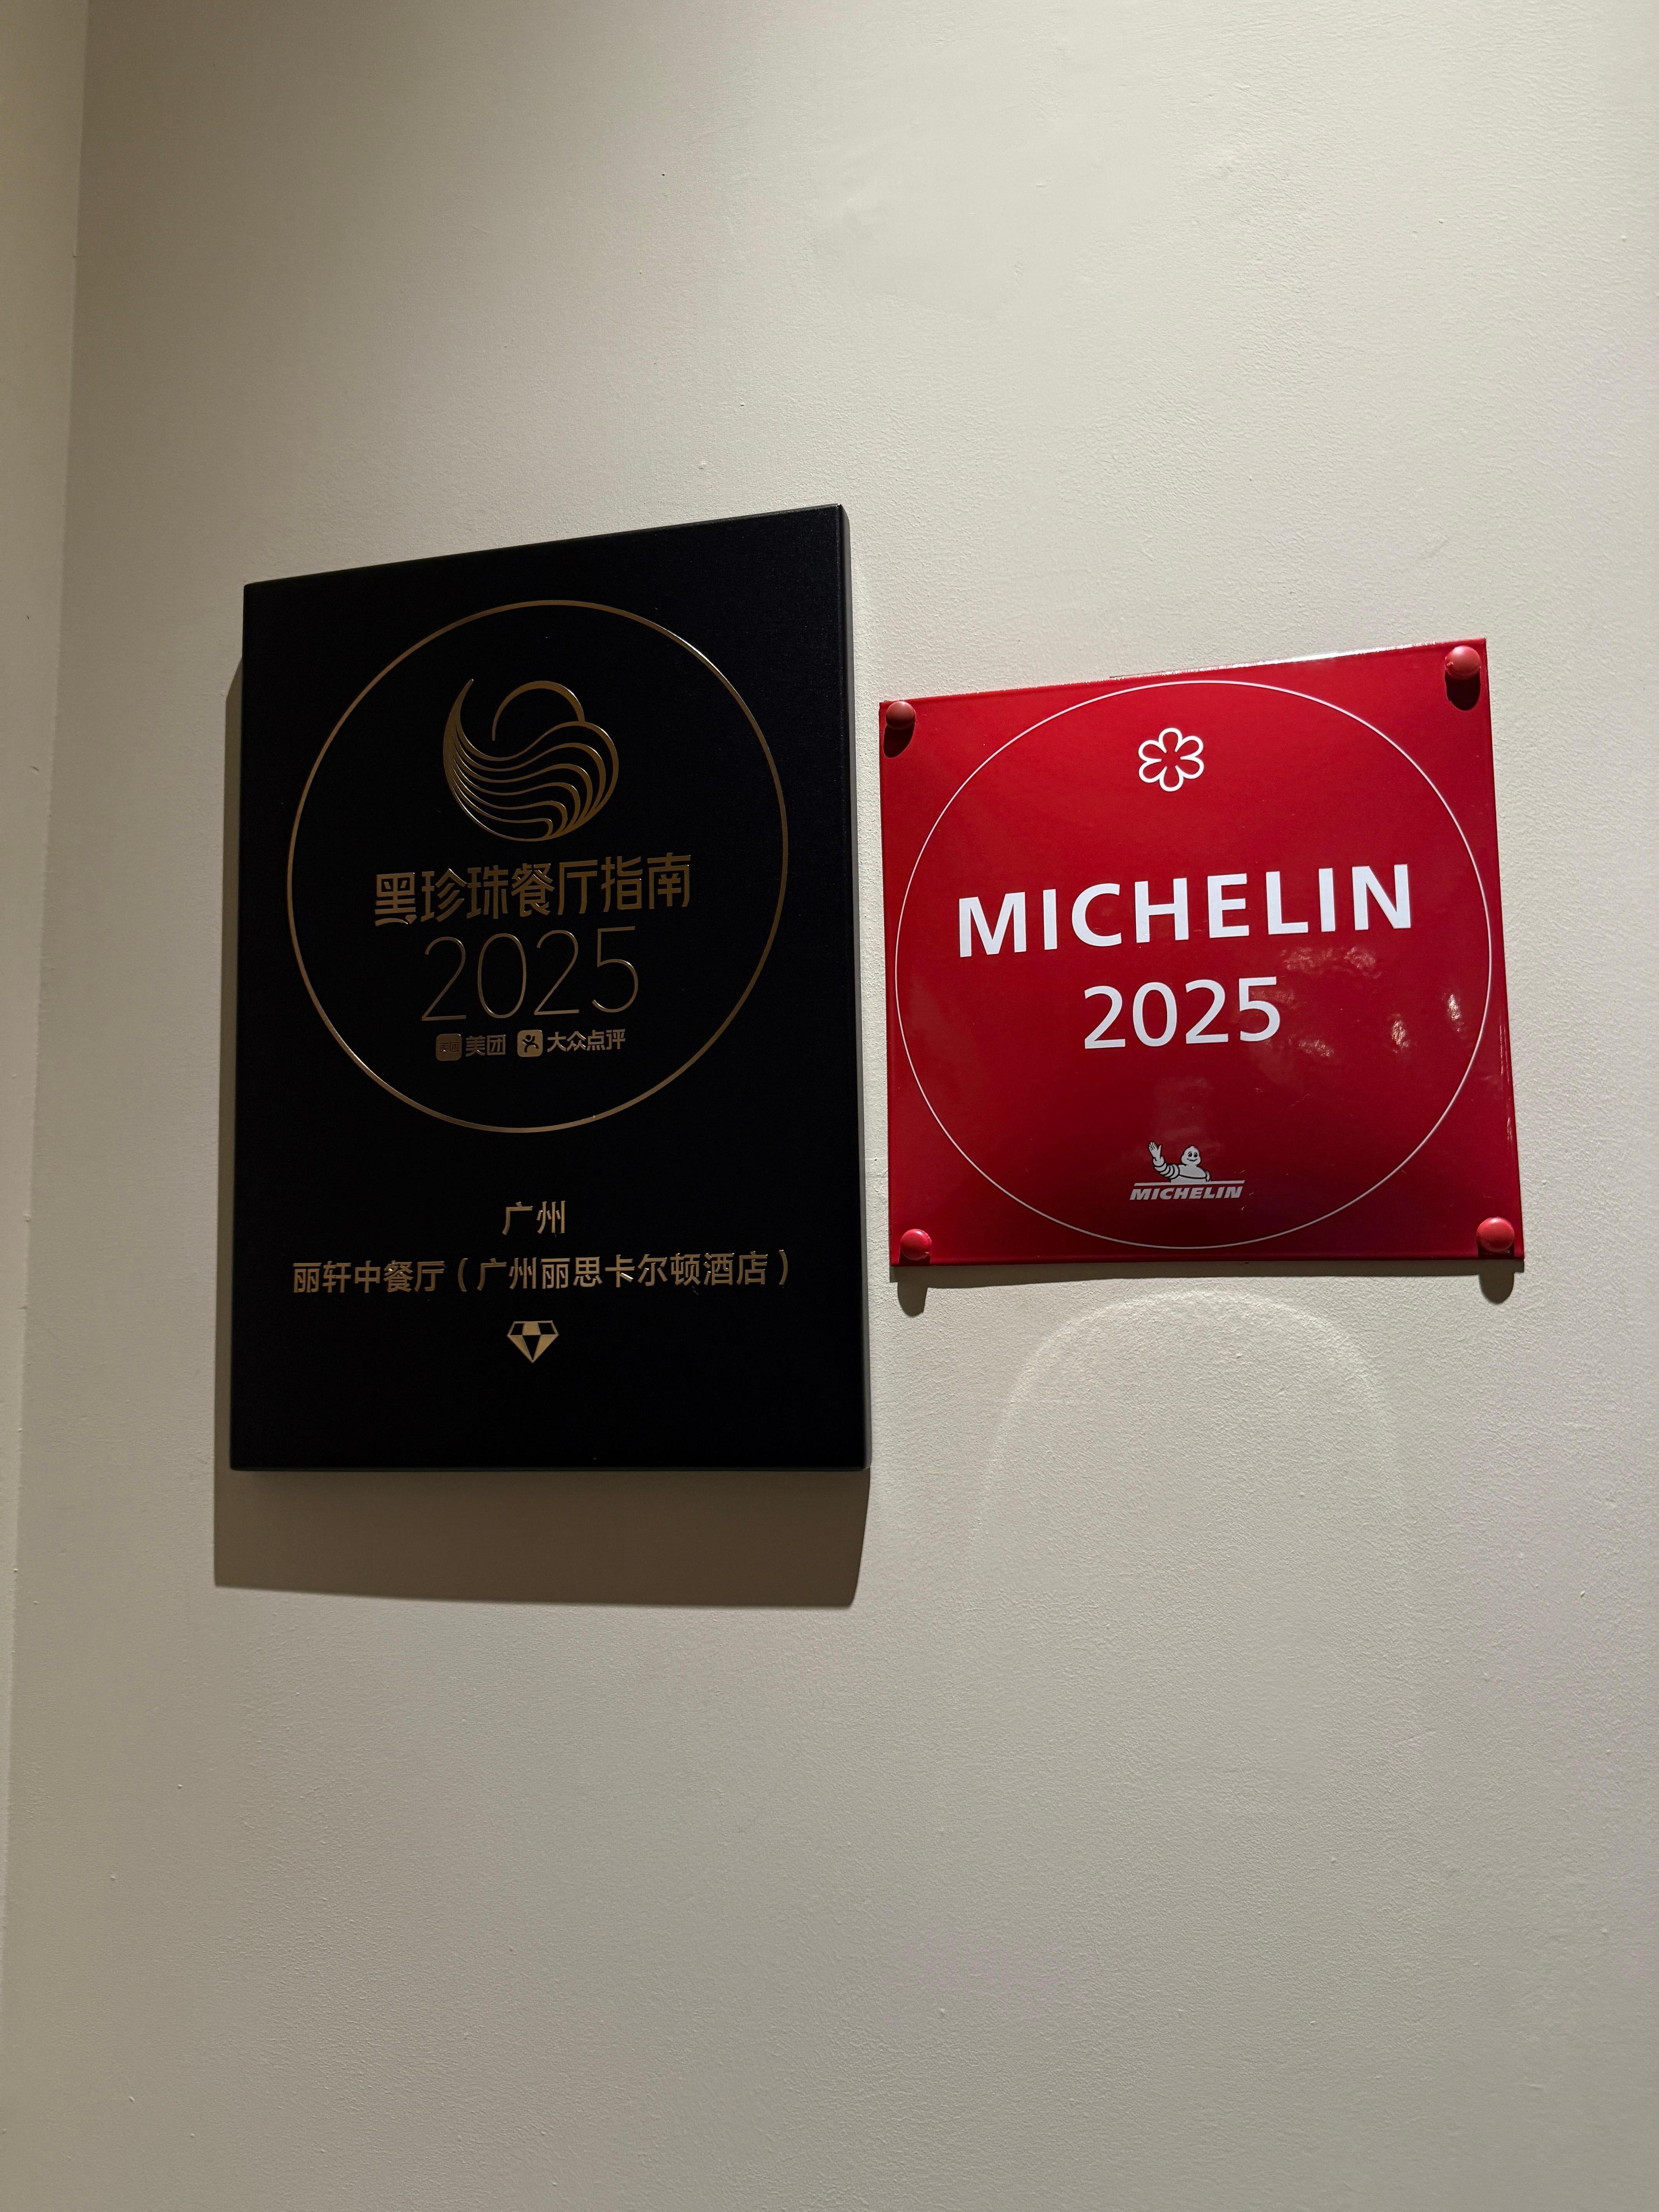 黑珍珠餐厅指南
2025
美团 大众点评
广州
丽轩中餐厅（广州丽思卡尔顿酒店）
MICHELIN
2025
MICHELIN